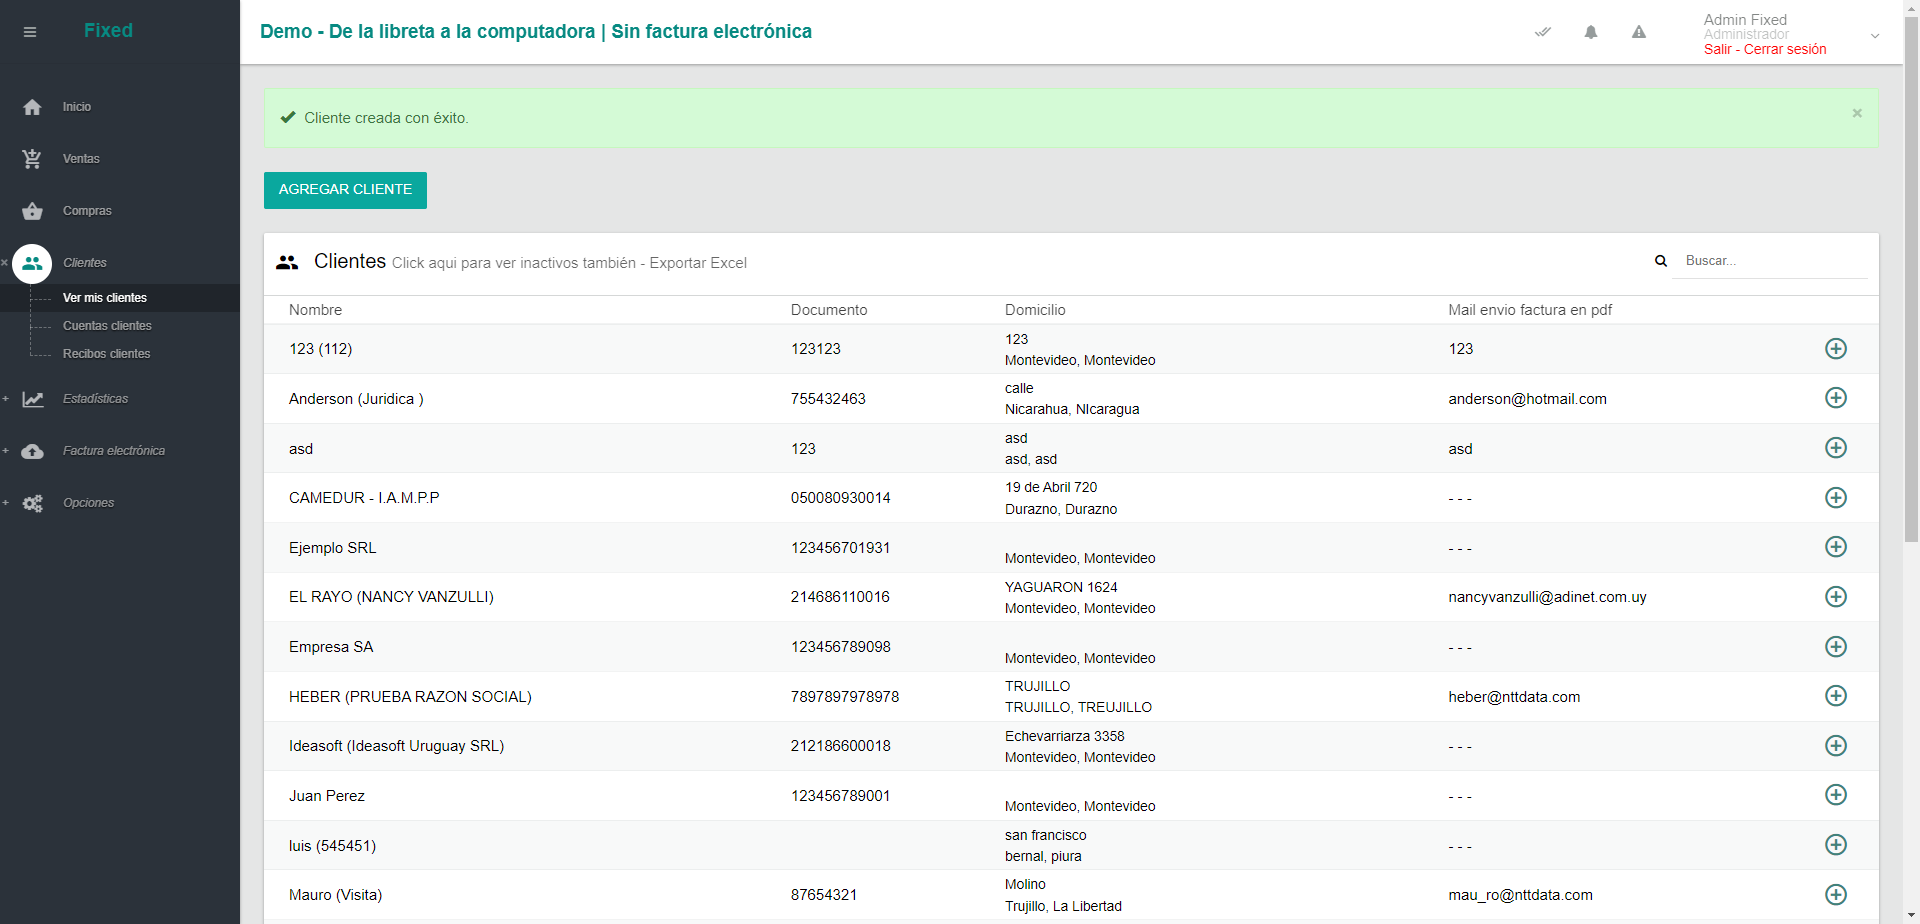 Fixed
Demo - De la libreta a la computadora | Sin factura electrónica
Admin Fixed
Administrador
Salir - Cerrar sesión
Inicio
Ventas
Compras
Clientes
Ver mis clientes
Cuentas clientes
Recibos clientes
Estadísticas
Factura electrónica
Opciones
Cliente creada con éxito.
×
AGREGAR CLIENTE
Clientes Click aqui para ver inactivos también - Exportar Excel
Buscar...
Nombre Documento Domicilio Mail envio factura en pdf
123 (112) 123123 123 123
Montevideo, Montevideo
Anderson (Juridica ) 755432463 calle anderson@hotmail.com
Nicarahua, NIcaragua
asd 123 asd asd
asd, asd
CAMEDUR - I.A.M.P.P 050080930014 19 de Abril 720 - - -
Durazno, Durazno
Ejemplo SRL 123456701931 - - -
Montevideo, Montevideo
EL RAYO (NANCY VANZULLI) 214686110016 YAGUARON 1624 nancyvanzulli@adinet.com.uy
Montevideo, Montevideo
Empresa SA 123456789098 - - -
Montevideo, Montevideo
HEBER (PRUEBA RAZON SOCIAL) 7897897978978 TRUJILLO heber@nttdata.com
TRUJILLO, TREUJILLO
Ideasoft (Ideasoft Uruguay SRL) 212186600018 Echevarriarza 3358 - - -
Montevideo, Montevideo
Juan Perez 123456789001 - - -
Montevideo, Montevideo
luis (545451) san francisco - - -
bernal, piura
Mauro (Visita) 87654321 Molino mau_ro@nttdata.com
Trujillo, La Libertad